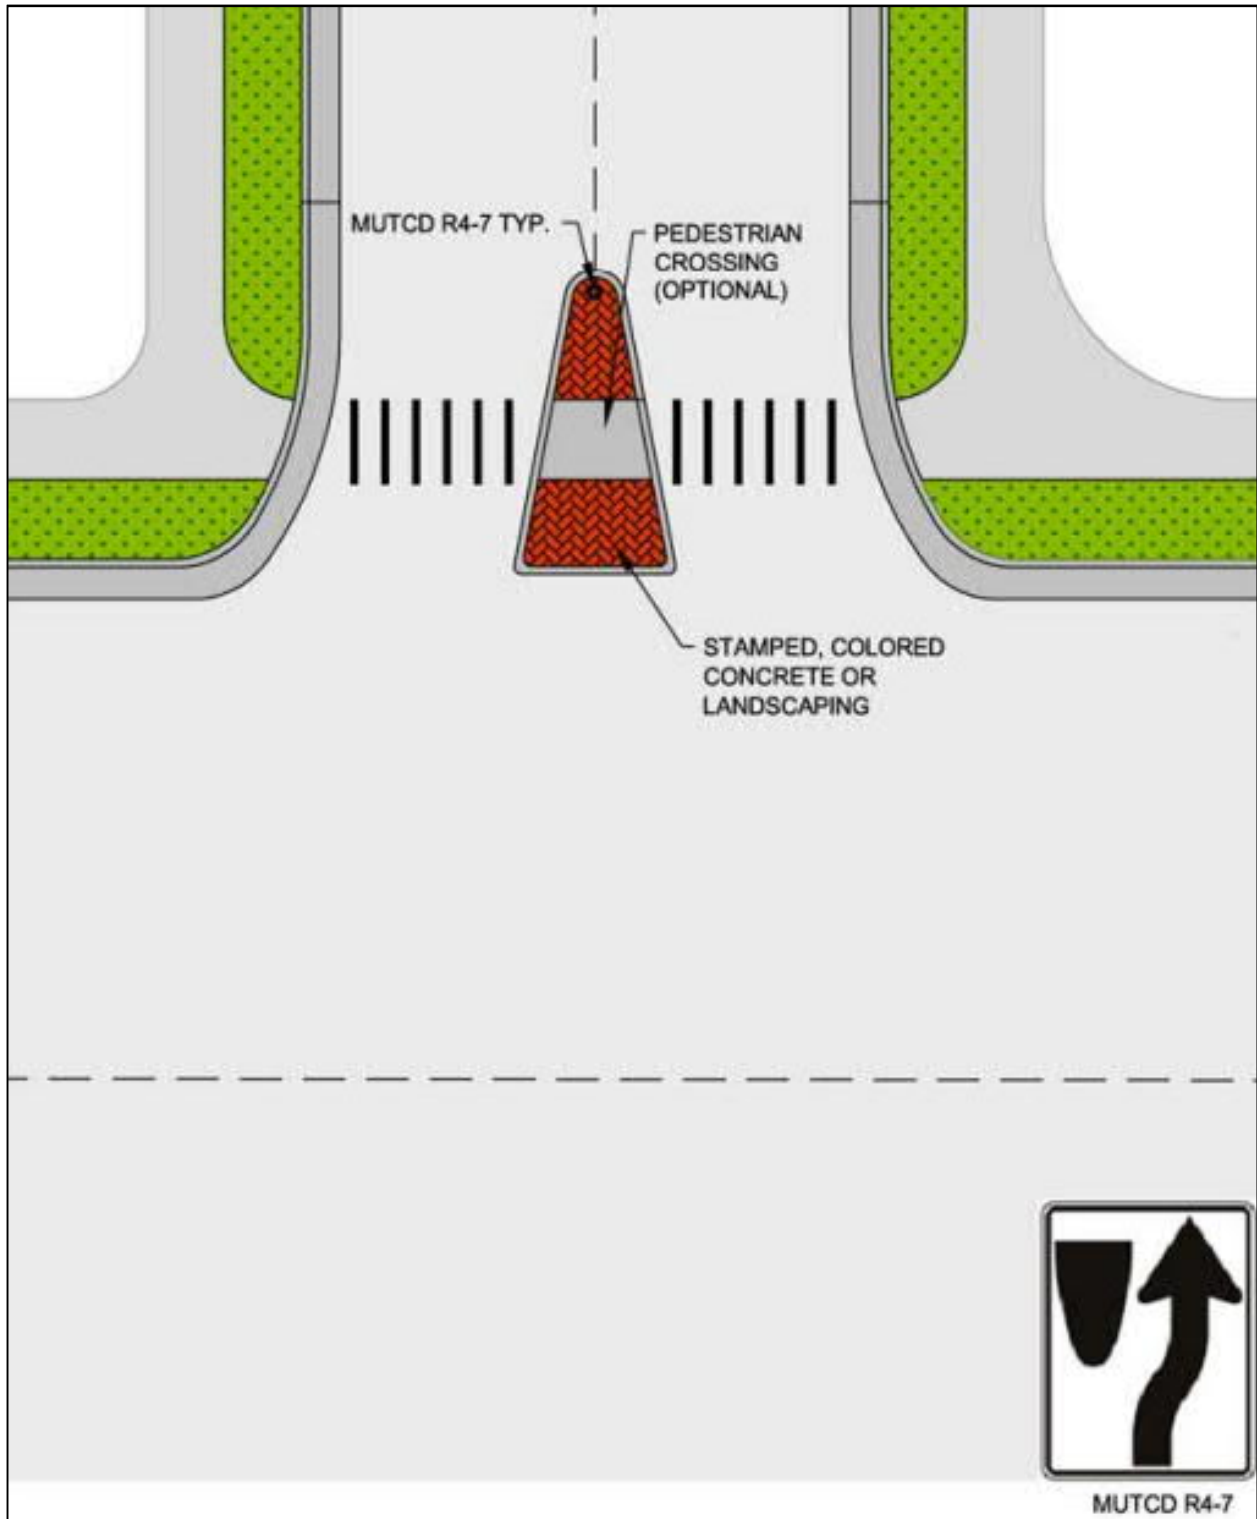 MUTCD R4-7 TYP.
PEDESTRIAN
CROSSING
(OPTIONAL)
STAMPED, COLORED
CONCRETE OR
LANDSCAPING
MUTCD R4-7